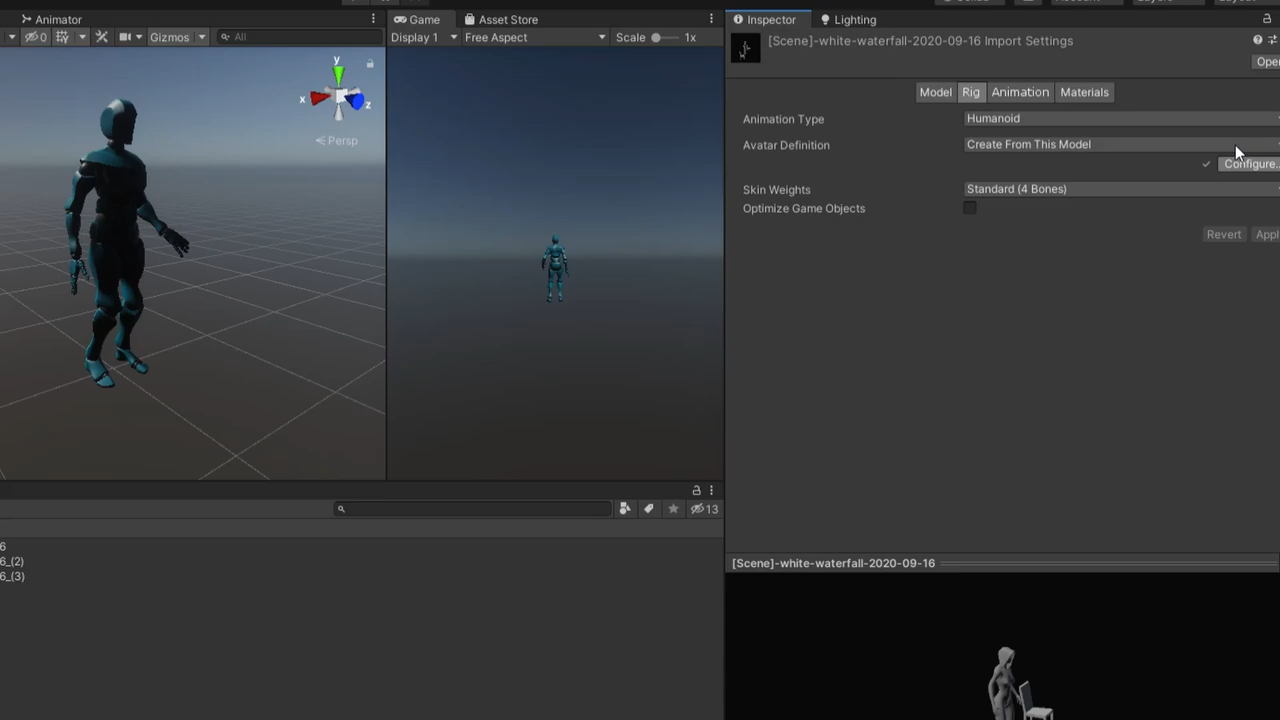 Animator
Game
Asset Store
Inspector
Lighting
0
Gizmos
All
Display 1
Free Aspect
Scale
1x
[Scene]-white-waterfall-2020-09-16 Import Settings
Open
y
x
z
Persp
Model
Rig
Animation
Materials
Animation Type
Humanoid
Avatar Definition
Create From This Model
Configure..
Skin Weights
Standard (4 Bones)
Optimize Game Objects
Revert
Appl
13
6
6_(2)
6_(3)
[Scene]-white-waterfall-2020-09-16